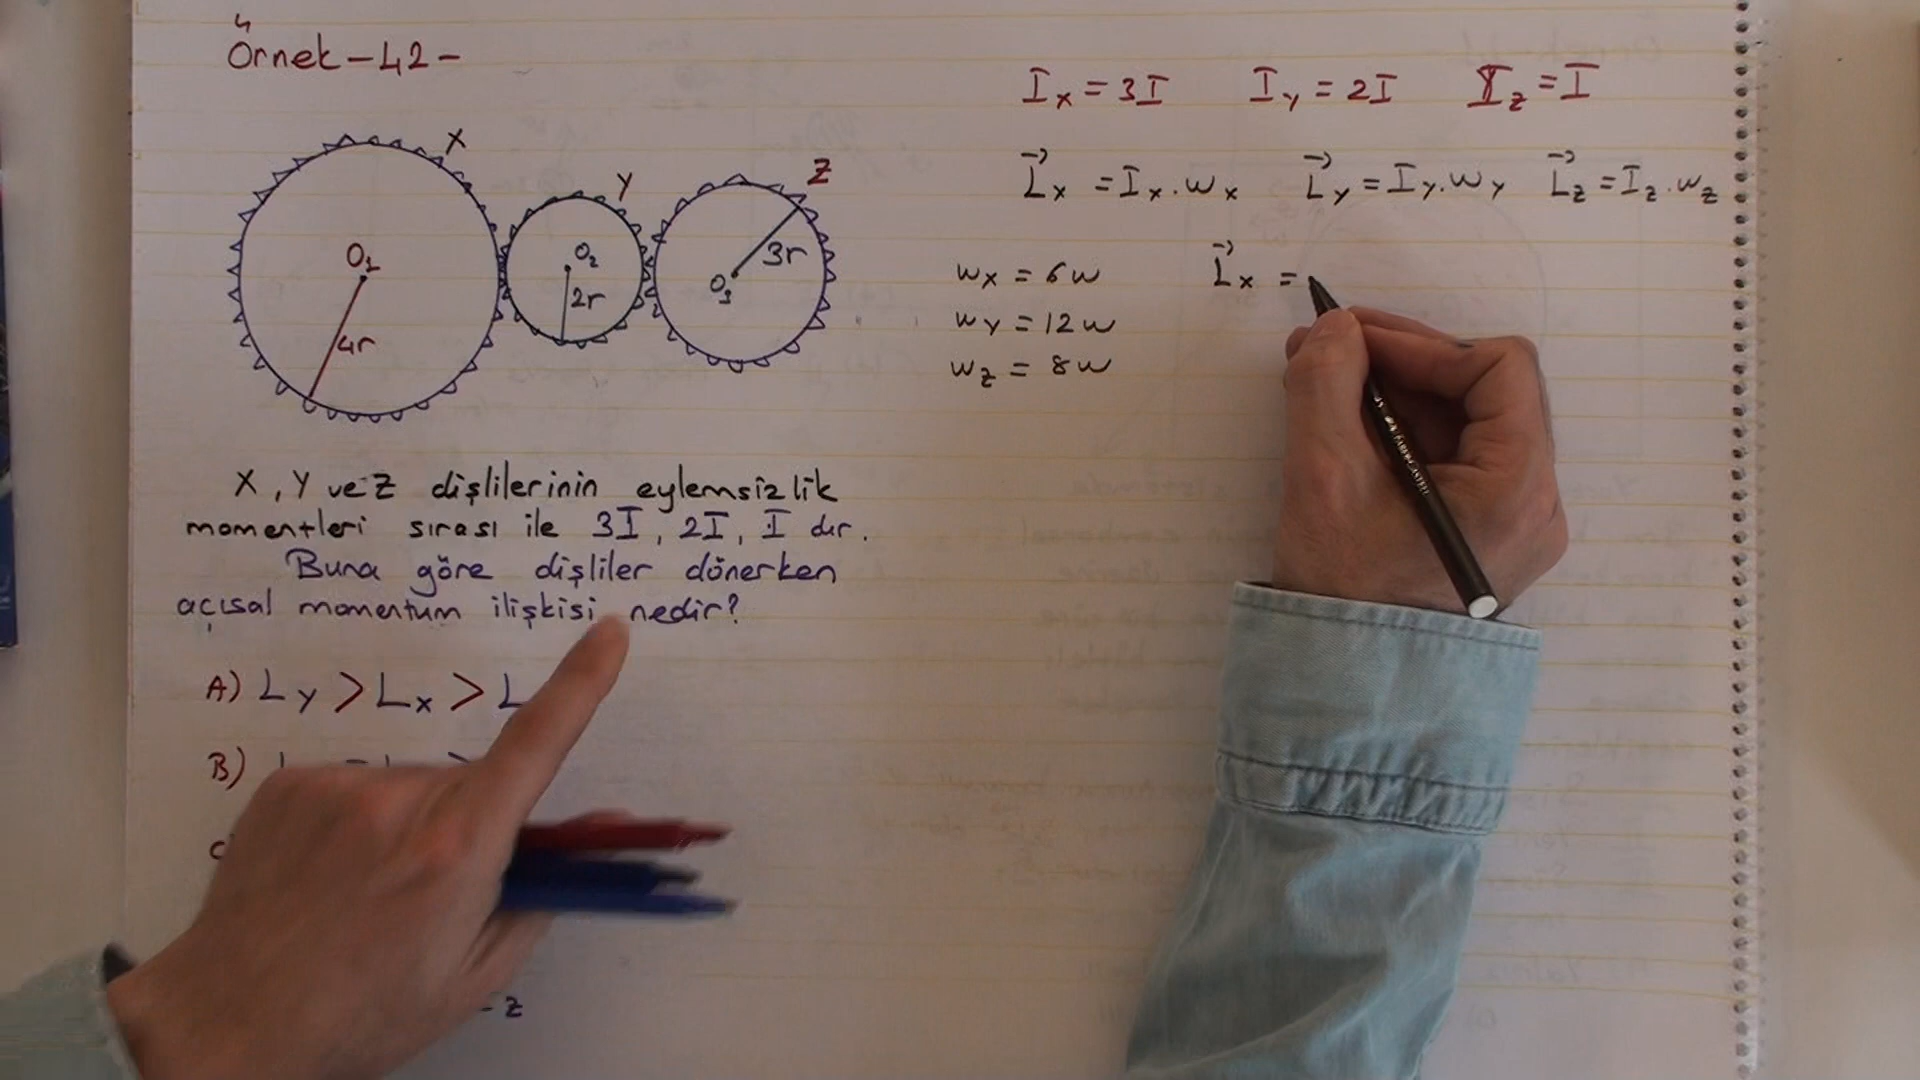 Örnek-42-
X
Y
Z
O1
4r
O2
2r
O3
3r
X, Y ve Z dişlilerinin eylemsizlik
momentleri sırası ile 3I, 2I, I dır.
Buna göre dişliler dönerken
açısal momentum ilişkisi nedir?
A) Ly > Lx > L
B)
- z
Ix = 3I Iy = 2I Iz = I
Lx = Ix.wx Ly = Iy.wy Lz = Iz.wz
wx = 6w Lx =
wy = 12w
wz = 8w